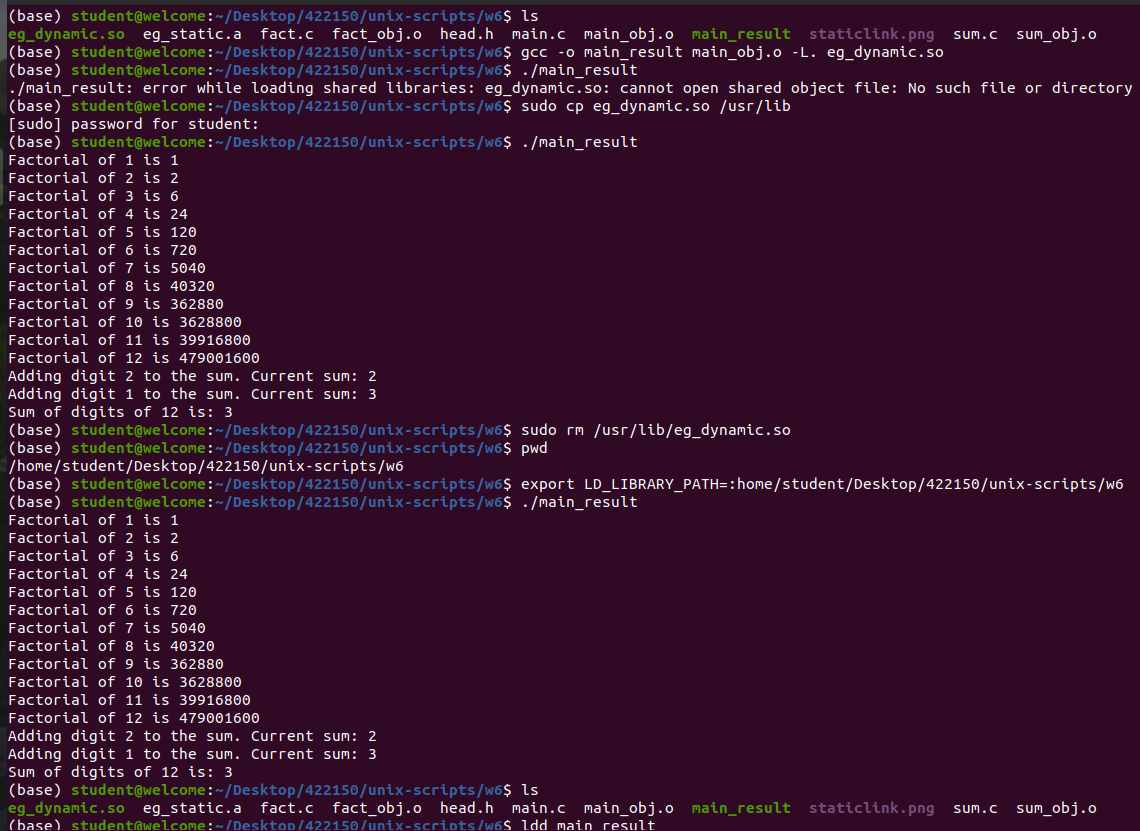 (base) student@welcome:~/Desktop/422150/unix-scripts/w6$ ls
eg_dynamic.so  eg_static.a  fact.c  fact_obj.o  head.h  main.c  main_obj.o  main_result  staticlink.png  sum.c  sum_obj.o
(base) student@welcome:~/Desktop/422150/unix-scripts/w6$ gcc -o main_result main_obj.o -L. eg_dynamic.so
(base) student@welcome:~/Desktop/422150/unix-scripts/w6$ ./main_result
./main_result: error while loading shared libraries: eg_dynamic.so: cannot open shared object file: No such file or directory
(base) student@welcome:~/Desktop/422150/unix-scripts/w6$ sudo cp eg_dynamic.so /usr/lib
[sudo] password for student:
(base) student@welcome:~/Desktop/422150/unix-scripts/w6$ ./main_result
Factorial of 1 is 1
Factorial of 2 is 2
Factorial of 3 is 6
Factorial of 4 is 24
Factorial of 5 is 120
Factorial of 6 is 720
Factorial of 7 is 5040
Factorial of 8 is 40320
Factorial of 9 is 362880
Factorial of 10 is 3628800
Factorial of 11 is 39916800
Factorial of 12 is 479001600
Adding digit 2 to the sum. Current sum: 2
Adding digit 1 to the sum. Current sum: 3
Sum of digits of 12 is: 3
(base) student@welcome:~/Desktop/422150/unix-scripts/w6$ sudo rm /usr/lib/eg_dynamic.so
(base) student@welcome:~/Desktop/422150/unix-scripts/w6$ pwd
/home/student/Desktop/422150/unix-scripts/w6
(base) student@welcome:~/Desktop/422150/unix-scripts/w6$ export LD_LIBRARY_PATH=:home/student/Desktop/422150/unix-scripts/w6
(base) student@welcome:~/Desktop/422150/unix-scripts/w6$ ./main_result
Factorial of 1 is 1
Factorial of 2 is 2
Factorial of 3 is 6
Factorial of 4 is 24
Factorial of 5 is 120
Factorial of 6 is 720
Factorial of 7 is 5040
Factorial of 8 is 40320
Factorial of 9 is 362880
Factorial of 10 is 3628800
Factorial of 11 is 39916800
Factorial of 12 is 479001600
Adding digit 2 to the sum. Current sum: 2
Adding digit 1 to the sum. Current sum: 3
Sum of digits of 12 is: 3
(base) student@welcome:~/Desktop/422150/unix-scripts/w6$ ls
eg_dynamic.so  eg_static.a  fact.c  fact_obj.o  head.h  main.c  main_obj.o  main_result  staticlink.png  sum.c  sum_obj.o
(base) student@welcome:~/Desktop/422150/unix-scripts/w6$ ldd main_result